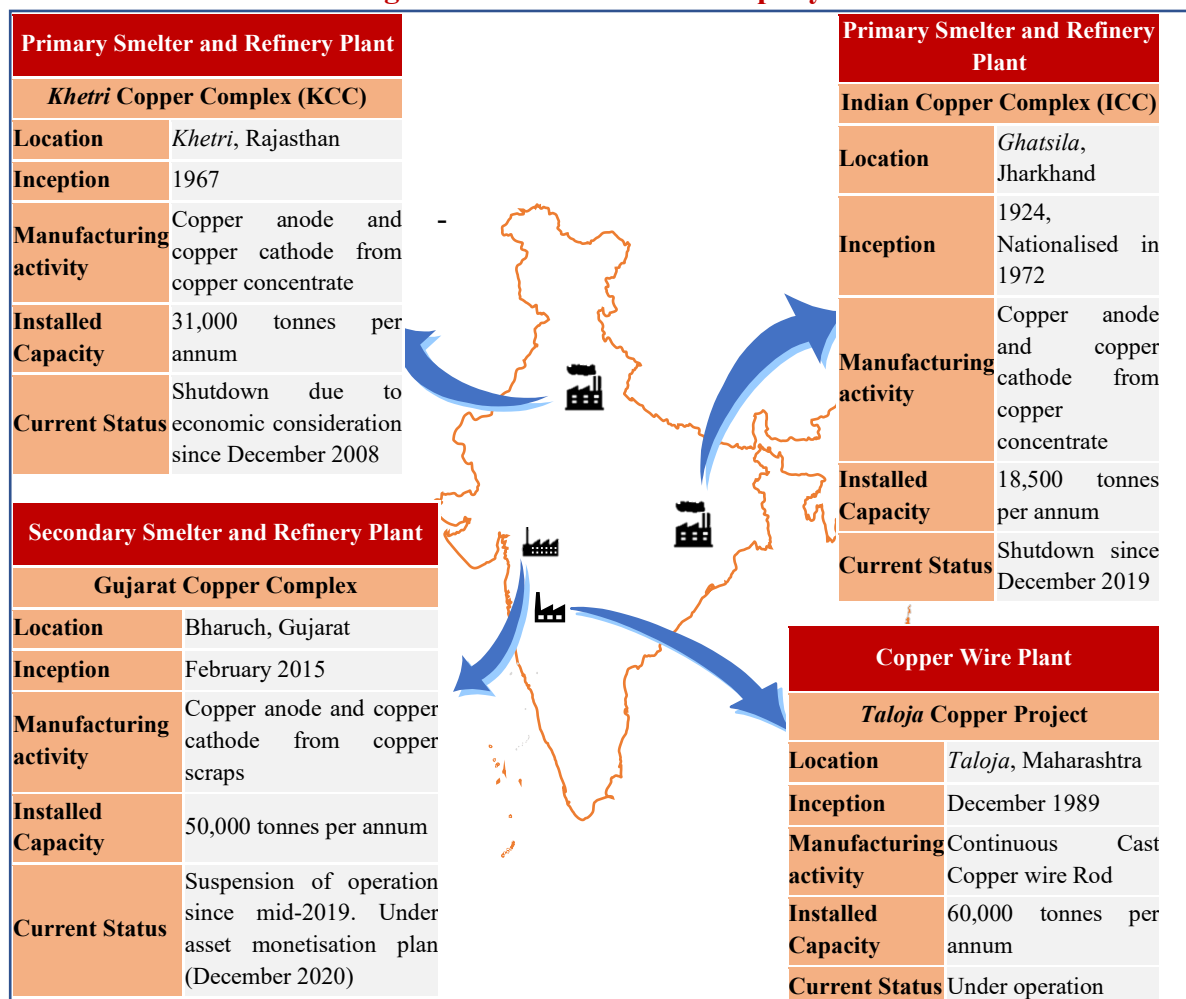 Primary Smelter and Refinery Plant
Khetri Copper Complex (KCC)
Location
Khetri, Rajasthan
Inception
1967
Manufacturing
activity
Copper anode and
copper cathode from
copper concentrate
Installed
Capacity
31,000 tonnes per
annum
Current Status
Shutdown due to
economic consideration
since December 2008
-
Primary Smelter and Refinery
Plant
Indian Copper Complex (ICC)
Location
Ghatsila,
Jharkhand
Inception
1924,
Nationalised in
1972
Manufacturing
activity
Copper anode
and copper
cathode from
copper
concentrate
Installed
Capacity
18,500 tonnes
per annum
Current Status
Shutdown since
December 2019
Secondary Smelter and Refinery Plant
Gujarat Copper Complex
Location
Bharuch, Gujarat
Inception
February 2015
Manufacturing
activity
Copper anode and copper
cathode from copper
scraps
Installed
Capacity
50,000 tonnes per annum
Current Status
Suspension of operation
since mid-2019. Under
asset monetisation plan
(December 2020)
Copper Wire Plant
Taloja Copper Project
Location
Taloja, Maharashtra
Inception
December 1989
Manufacturing
activity
Continuous Cast
Copper wire Rod
Installed
Capacity
60,000 tonnes per
annum
Current Status
Under operation